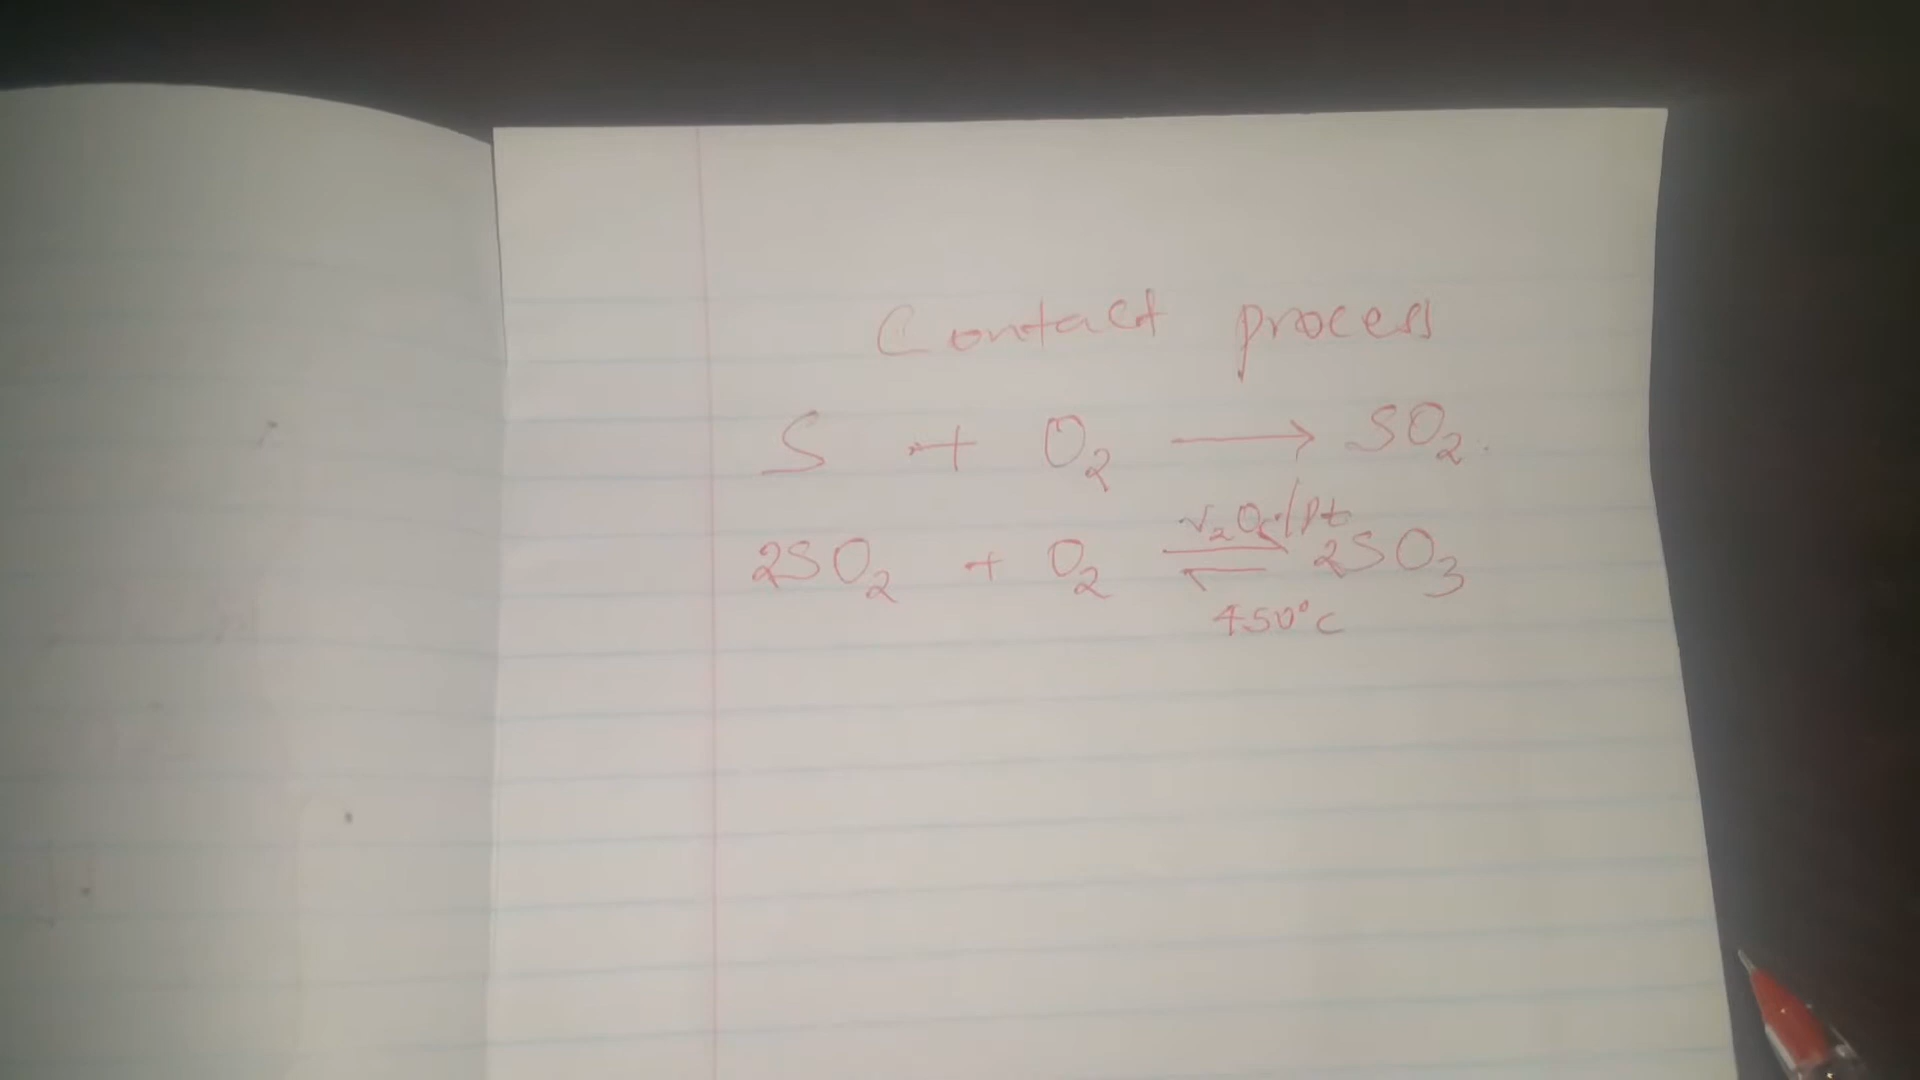 Contact process
S + O₂ → SO₂.
V₂O₅/Pt
2SO₂ + O₂ ⇌ 2SO₃
450°C